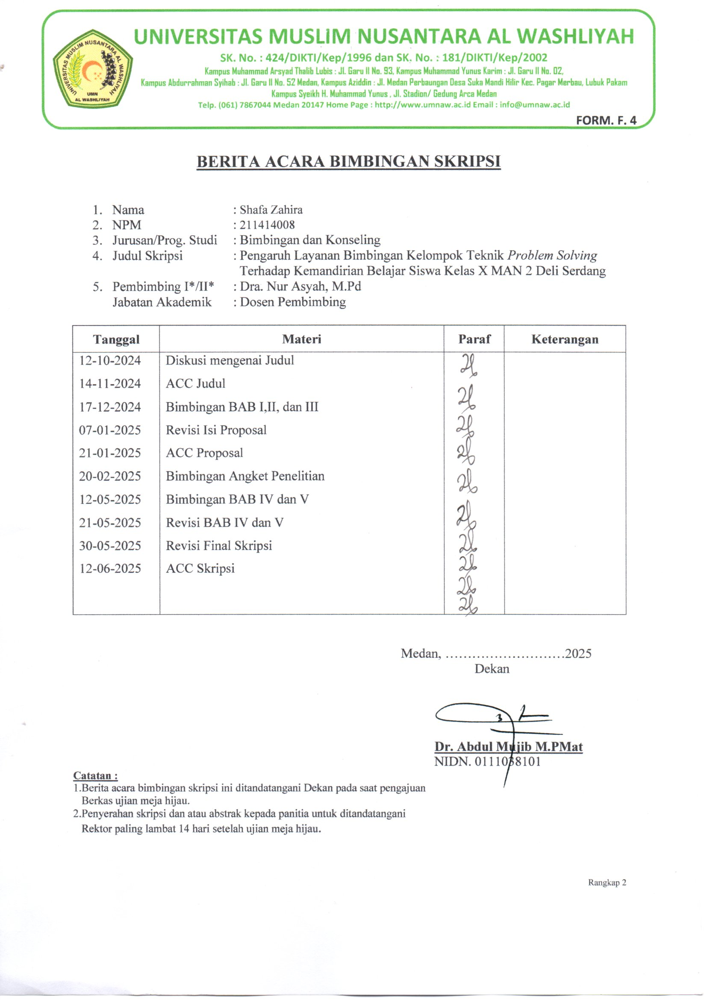 UNIVERSITAS MUSLIM NUSANTARA AL WASHLIYAH
UMN
AL WASHLIYAH
UNIVERSITAS MUSLIM NUSANTARA AL WASHLIYAH
SK. No. : 424/DIKTI/Kep/1996 dan SK. No. : 181/DIKTI/Kep/2002
Kampus Muhammad Arsyad Thalib Lubis : Jl. Garu II No. 93, Kampus Muhammad Yunus Karim : Jl. Garu II No. 02,
Kampus Abdurrahman Syihab : Jl. Garu II No. 52 Medan, Kampus Aziddin : Jl. Medan Perbaungan Desa Suka Mandi Hilir Kec. Pagar Merbau, Lubuk Pakam
Kampus Syeikh H. Muhammad Yunus , Jl. Stadion/ Gedung Arca Medan
Telp. (061) 7867044 Medan 20147 Home Page : http://www.umnaw.ac.id Email : info@umnaw.ac.id
FORM. F. 4
BERITA ACARA BIMBINGAN SKRIPSI
1. Nama : Shafa Zahira
2. NPM : 211414008
3. Jurusan/Prog. Studi : Bimbingan dan Konseling
4. Judul Skripsi : Pengaruh Layanan Bimbingan Kelompok Teknik Problem Solving
Terhadap Kemandirian Belajar Siswa Kelas X MAN 2 Deli Serdang
5. Pembimbing I*/II* : Dra. Nur Asyah, M.Pd
Jabatan Akademik : Dosen Pembimbing
Tanggal Materi Paraf Keterangan
12-10-2024 Diskusi mengenai Judul
14-11-2024 ACC Judul
17-12-2024 Bimbingan BAB I,II, dan III
07-01-2025 Revisi Isi Proposal
21-01-2025 ACC Proposal
20-02-2025 Bimbingan Angket Penelitian
12-05-2025 Bimbingan BAB IV dan V
21-05-2025 Revisi BAB IV dan V
30-05-2025 Revisi Final Skripsi
12-06-2025 ACC Skripsi
Medan, ...........................2025
Dekan
Dr. Abdul Mujib M.PMat
NIDN. 0111038101
Catatan :
1.Berita acara bimbingan skripsi ini ditandatangani Dekan pada saat pengajuan
Berkas ujian meja hijau.
2.Penyerahan skripsi dan atau abstrak kepada panitia untuk ditandatangani
Rektor paling lambat 14 hari setelah ujian meja hijau.
Rangkap 2